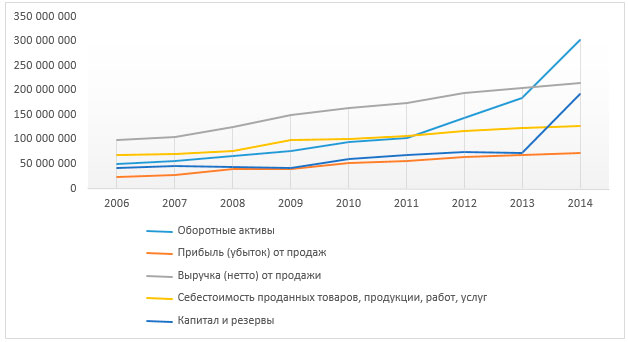 350 000 000
300 000 000
250 000 000
200 000 000
150 000 000
100 000 000
50 000 000
0
2006 2007 2008 2009 2010 2011 2012 2013 2014
Оборотные активы
Прибыль (убыток) от продаж
Выручка (нетто) от продажи
Себестоимость проданных товаров, продукции, работ, услуг
Капитал и резервы